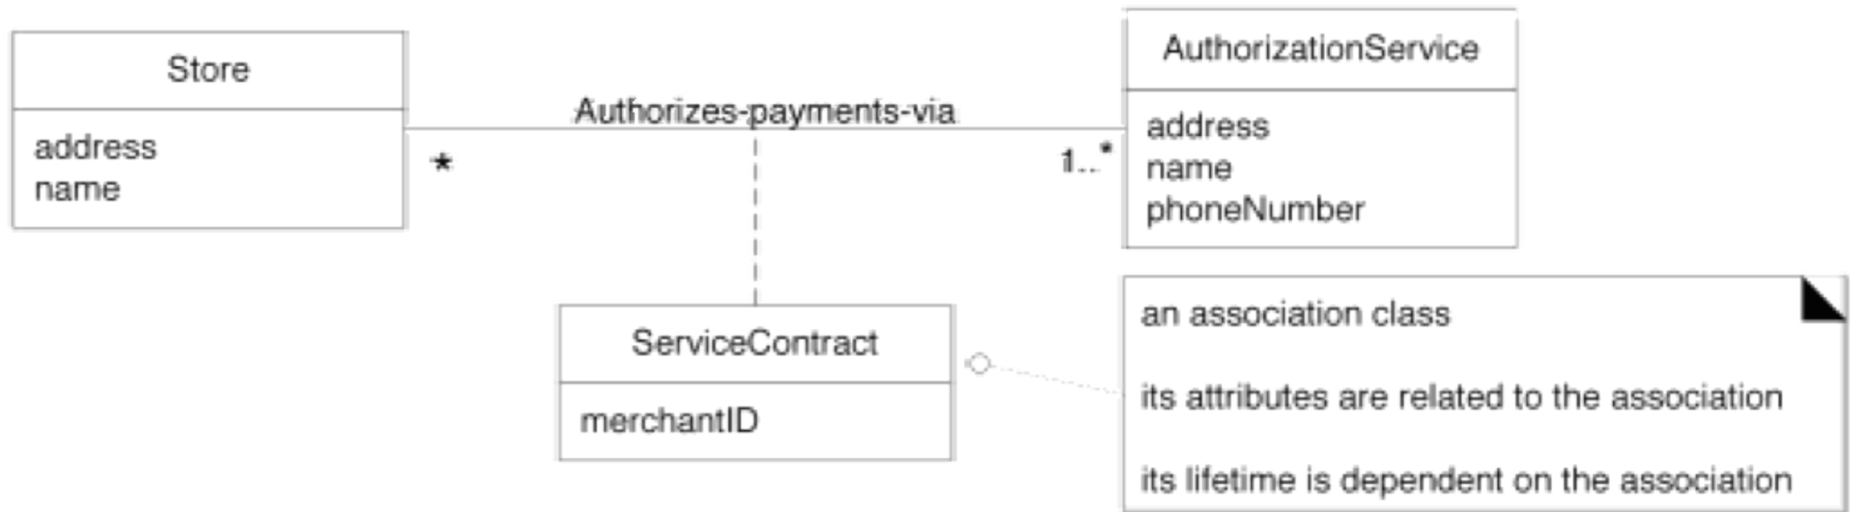 Store
address
name
Authorizes-payments-via
*
1..*
AuthorizationService
address
name
phoneNumber
ServiceContract
merchantID
an association class
its attributes are related to the association
its lifetime is dependent on the association